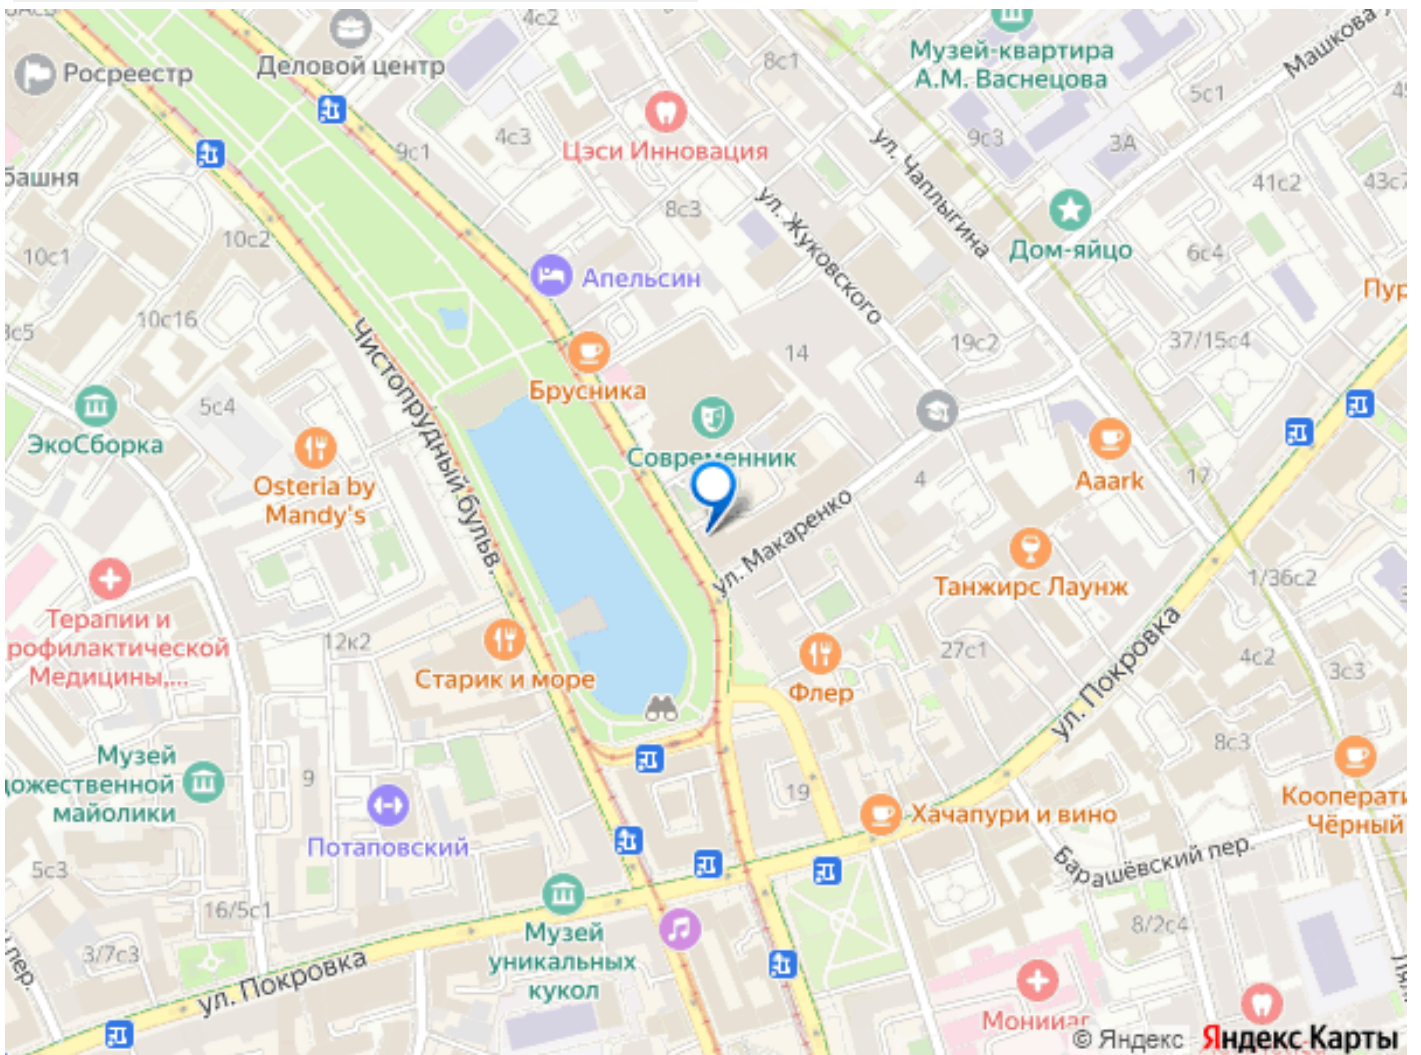 4с2
Деловой центр
Росреестр
Музей-квартира
А.М. Васнецова
Машкова
8с1
5с1
4с3
9с1
Цэси Инновация
9с3
3А
ул. Чаплыгина
башня
41с2
43с7
8с3
ул. Жуковского
10с2
10с1
Дом-яйцо
6с4
Апельсин
10с16
Чистопрудный бульв.
14
19с2
37/15с4
Брусника
5с4
ЭкоСборка
Современник
Osteria by
Mandy's
4
Aaark
17
ул. Макаренко
Танжирс Лаунж
1/36с2
Терапии и
рофилактической
Медицины,...
12к2
Старик и море
Флер
27с1
4с2
3с3
ул. Покровка
8с3
Музей
майолики
9
19
Потаповский
Хачапури и вино
Кооперати
Чёрный
Барашёвский пер.
5с3
16/5с1
3/7с3
пер.
ул. Покровка
Музей
уникальных
кукол
8/2с4
Мониияг
© Яндекс Яндекс Карты